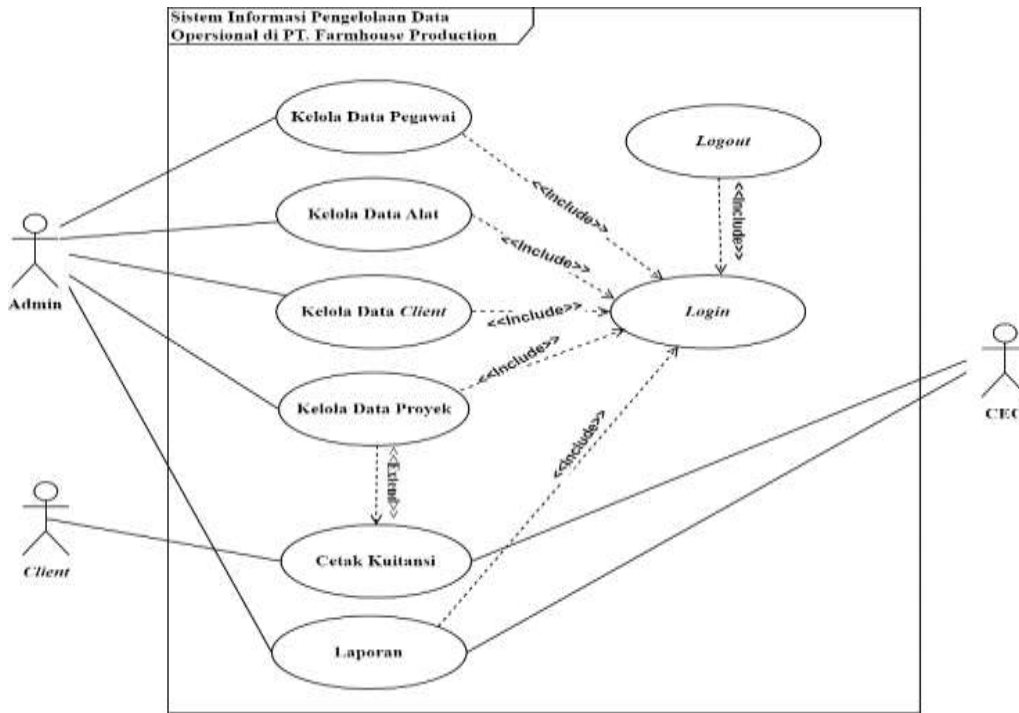 Sistem Informasi Pengelolaan Data
Opersional di PT. Farmhouse Production
Kelola Data Pegawai
Logout
<<Include>>
<<Include>>
Kelola Data Alat
<<Include>>
Admin
Kelola Data Client
<<Include>>
Login
<<Include>>
Kelola Data Proyek
CEO
<<Include>>
<<Extend>>
Client
Cetak Kuitansi
Laporan